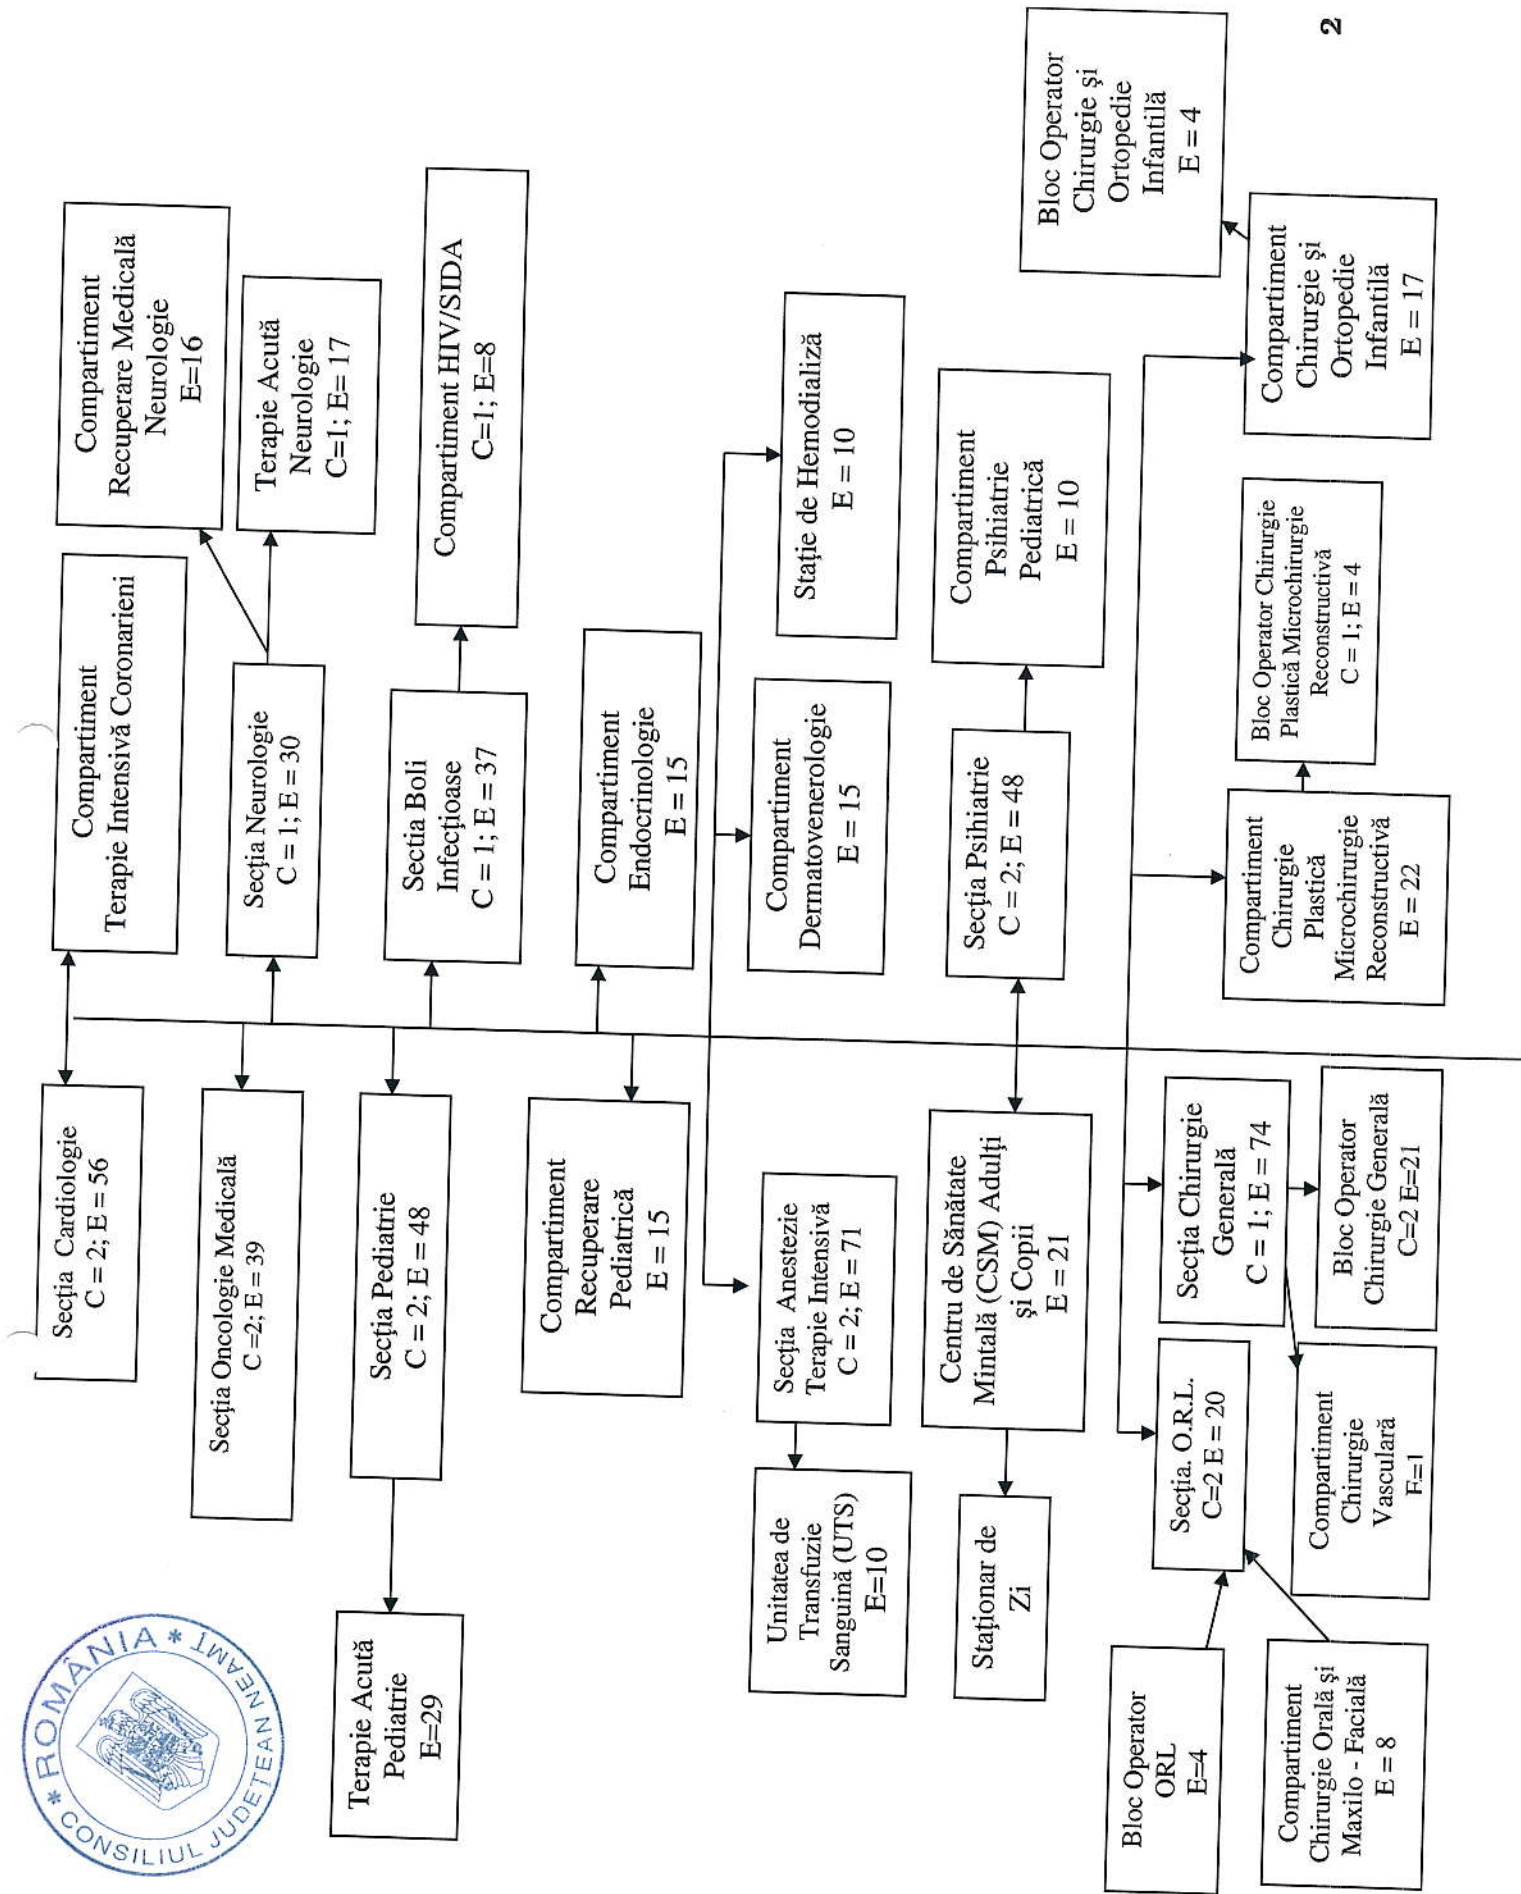 Secția Cardiologie
C = 2; E = 56
Compartiment
Terapie Intensivă Coronarieni
Secția Oncologie Medicală
C =2; E = 39
Secția Neurologie
C = 1; E = 30
Compartiment
Recuperare Medicală
Neurologie
E=16
Terapie Acută
Neurologie
C=1; E= 17
Terapie Acută
Pediatrie
E=29
Secția Pediatrie
C = 2; E = 48
Sectia Boli
Infecțioase
C = 1; E = 37
Compartiment HIV/SIDA
C=1; E=8
Compartiment
Recuperare
Pediatrică
E = 15
Compartiment
Endocrinologie
E = 15
Unitatea de
Transfuzie
Sanguină (UTS)
E=10
Secția Anestezie
Terapie Intensivă
C = 2; E = 71
Compartiment
Dermatovenerologie
E = 15
Stație de Hemodializă
E = 10
Staționar de
Zi
Centru de Sănătate
Mintală (CSM) Adulți
și Copii
E = 21
Secția Psihiatrie
C = 2; E = 48
Compartiment
Psihiatrie
Pediatrică
E = 10
Bloc Operator
ORL
E=4
Compartiment
Chirurgie Orală și
Maxilo - Facială
E = 8
Secția. O.R.L.
C=2 E = 20
Secția Chirurgie
Generală
C = 1; E = 74
Compartiment
Chirurgie
Vasculară
E=1
Bloc Operator
Chirurgie Generală
C=2 E=21
Compartiment
Chirurgie
Plastică
Microchirurgie
Reconstructivă
E = 22
Bloc Operator Chirurgie
Plastică Microchirurgie
Reconstructivă
C = 1; E = 4
Compartiment
Chirurgie și
Ortopedie
Infantilă
E = 17
Bloc Operator
Chirurgie și
Ortopedie
Infantilă
E = 4
2
* ROMÂNIA *
CONSILIUL JUDEȚEAN NEAMȚ